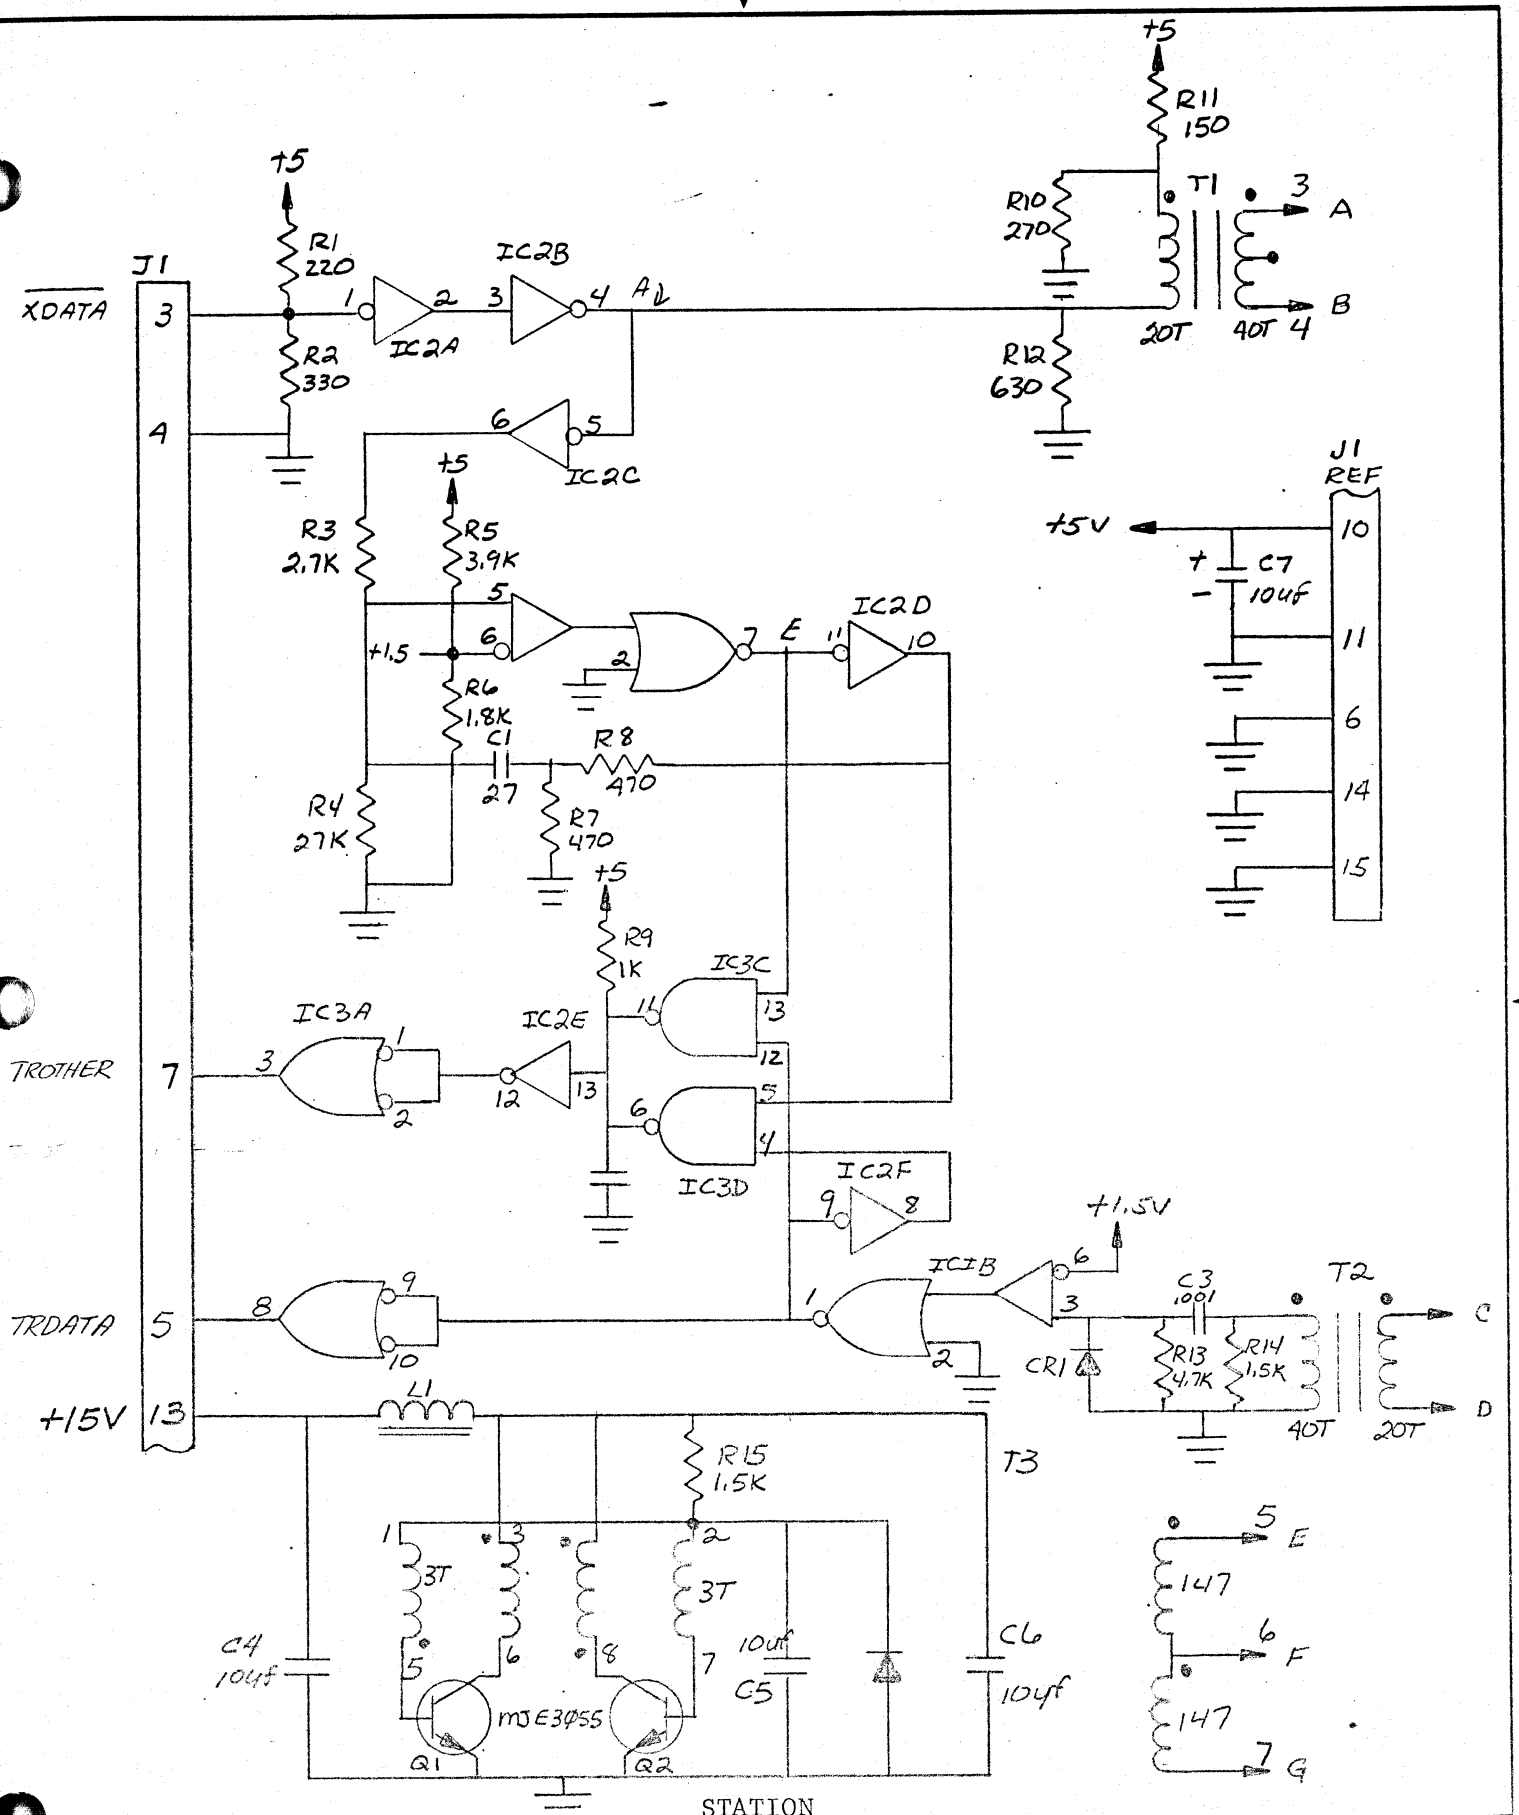 +5
R11
150
+5
R10
270
T1
3
A
B
20T
40T 4
J1
R1
220
IC2B
XDATA
3
1
2
3
4
A
IC2A
R2
330
R12
630
4
6
5
IC2C
+5
J1
REF
R3
2.7K
R5
3.9K
+5V
10
+
-
C7
10uf
11
5
6
+1.5
2
7
E
11
IC2D
10
R6
1.8K
6
C1
27
R8
470
R4
27K
R7
470
14
+5
15
R9
1K
IC3C
11
13
12
IC3A
1
2
3
IC2E
12
13
TROTHER
7
6
5
4
IC3D
IC2F
9
8
+1.5V
IC1B
6
3
1
2
C3
.001
T2
C
TRDATA
5
8
9
10
CR1
R13
4.7K
R14
1.5K
40T
20T
D
+15V
13
L1
R15
1.5K
T3
1
3
2
3T
3T
5
6
8
7
5
E
147
6
F
147
7
G
C4
10uf
10uf
C5
C6
10uf
MJE3055
Q1
Q2
STATION